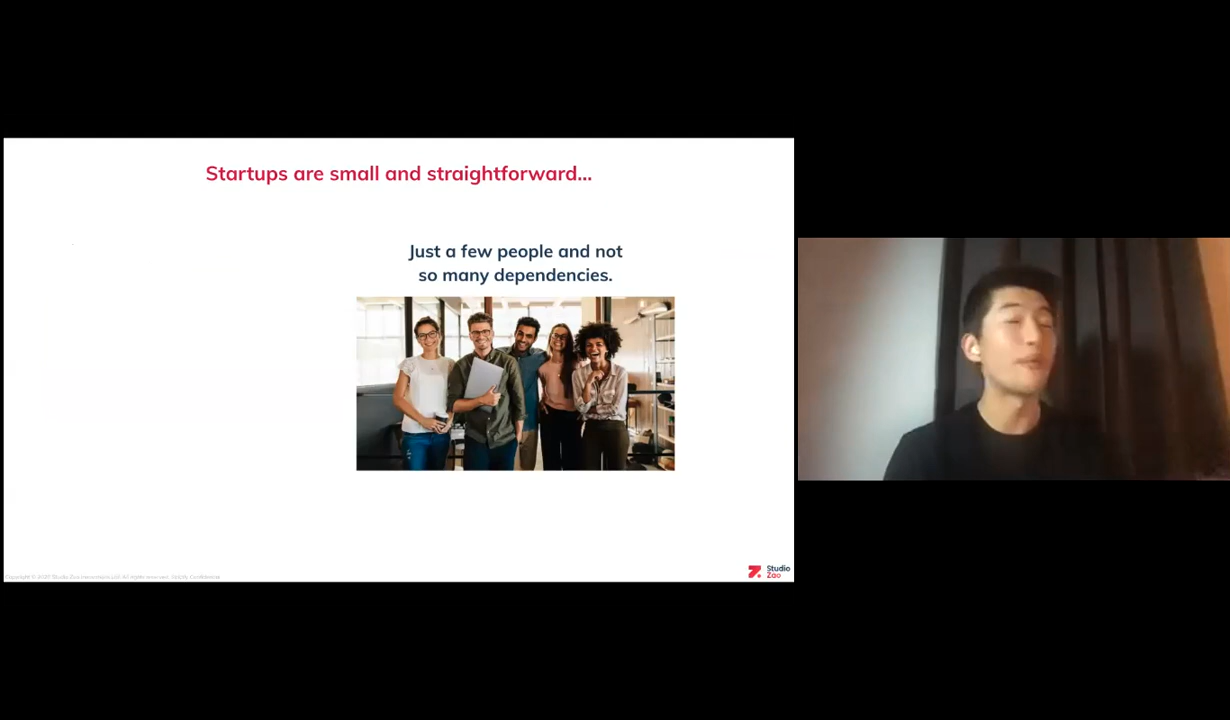 Startups are small and straightforward...
Just a few people and not
so many dependencies.
Studio
Zao